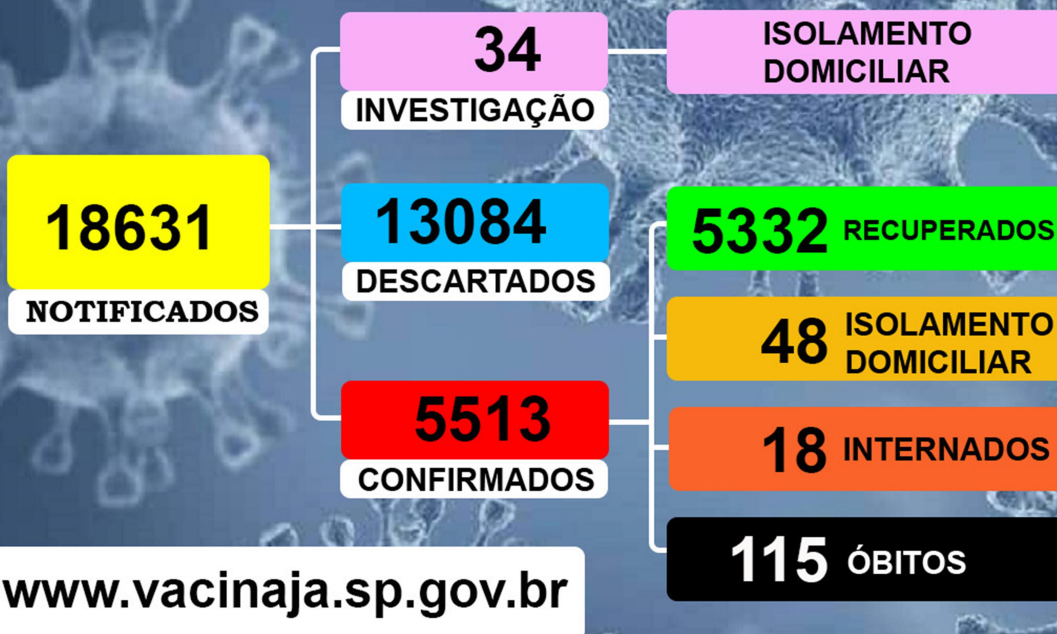 34
INVESTIGAÇÃO
ISOLAMENTO
DOMICILIAR
18631
NOTIFICADOS
13084
DESCARTADOS
5513
CONFIRMADOS
5332 RECUPERADOS
48 ISOLAMENTO
DOMICILIAR
18 INTERNADOS
115 ÓBITOS
www.vacinaja.sp.gov.br